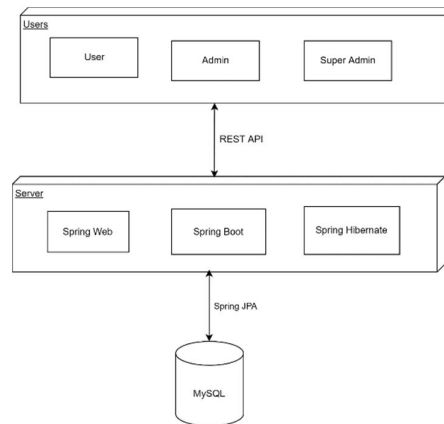 Users
User
Admin
Super Admin
REST API
Server
Spring Web
Spring Boot
Spring Hibernate
Spring JPA
MySQL